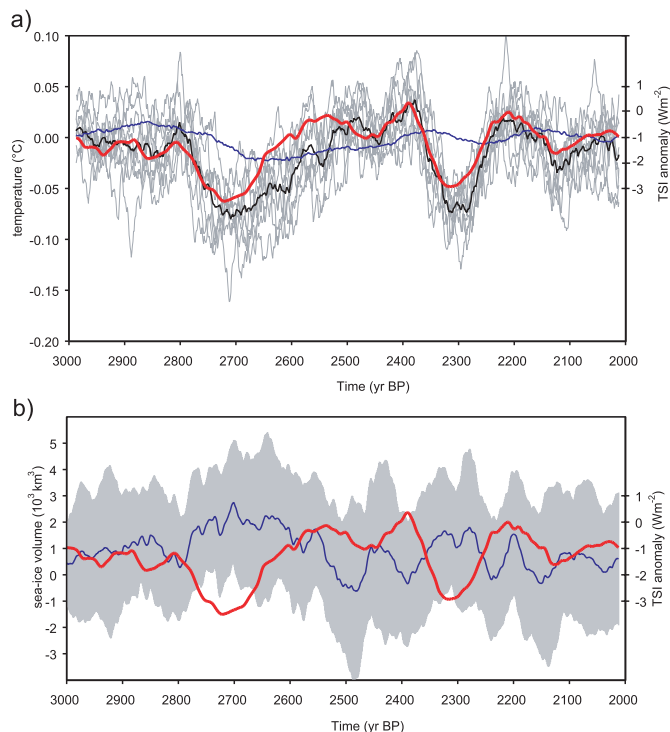 a)
0.10
0.05
0.00
-0.05
-0.10
-0.15
-0.20
temperature (°C)
1
0
-1
-2
-3
TSI anomaly (Wm-2)
3000 2900 2800 2700 2600 2500 2400 2300 2200 2100 2000
Time (yr BP)
b)
5
4
3
2
1
0
-1
-2
-3
sea-ice volume (10³ km³)
1
0
-1
-2
-3
TSI anomaly (Wm-2)
3000 2900 2800 2700 2600 2500 2400 2300 2200 2100 2000
Time (yr BP)